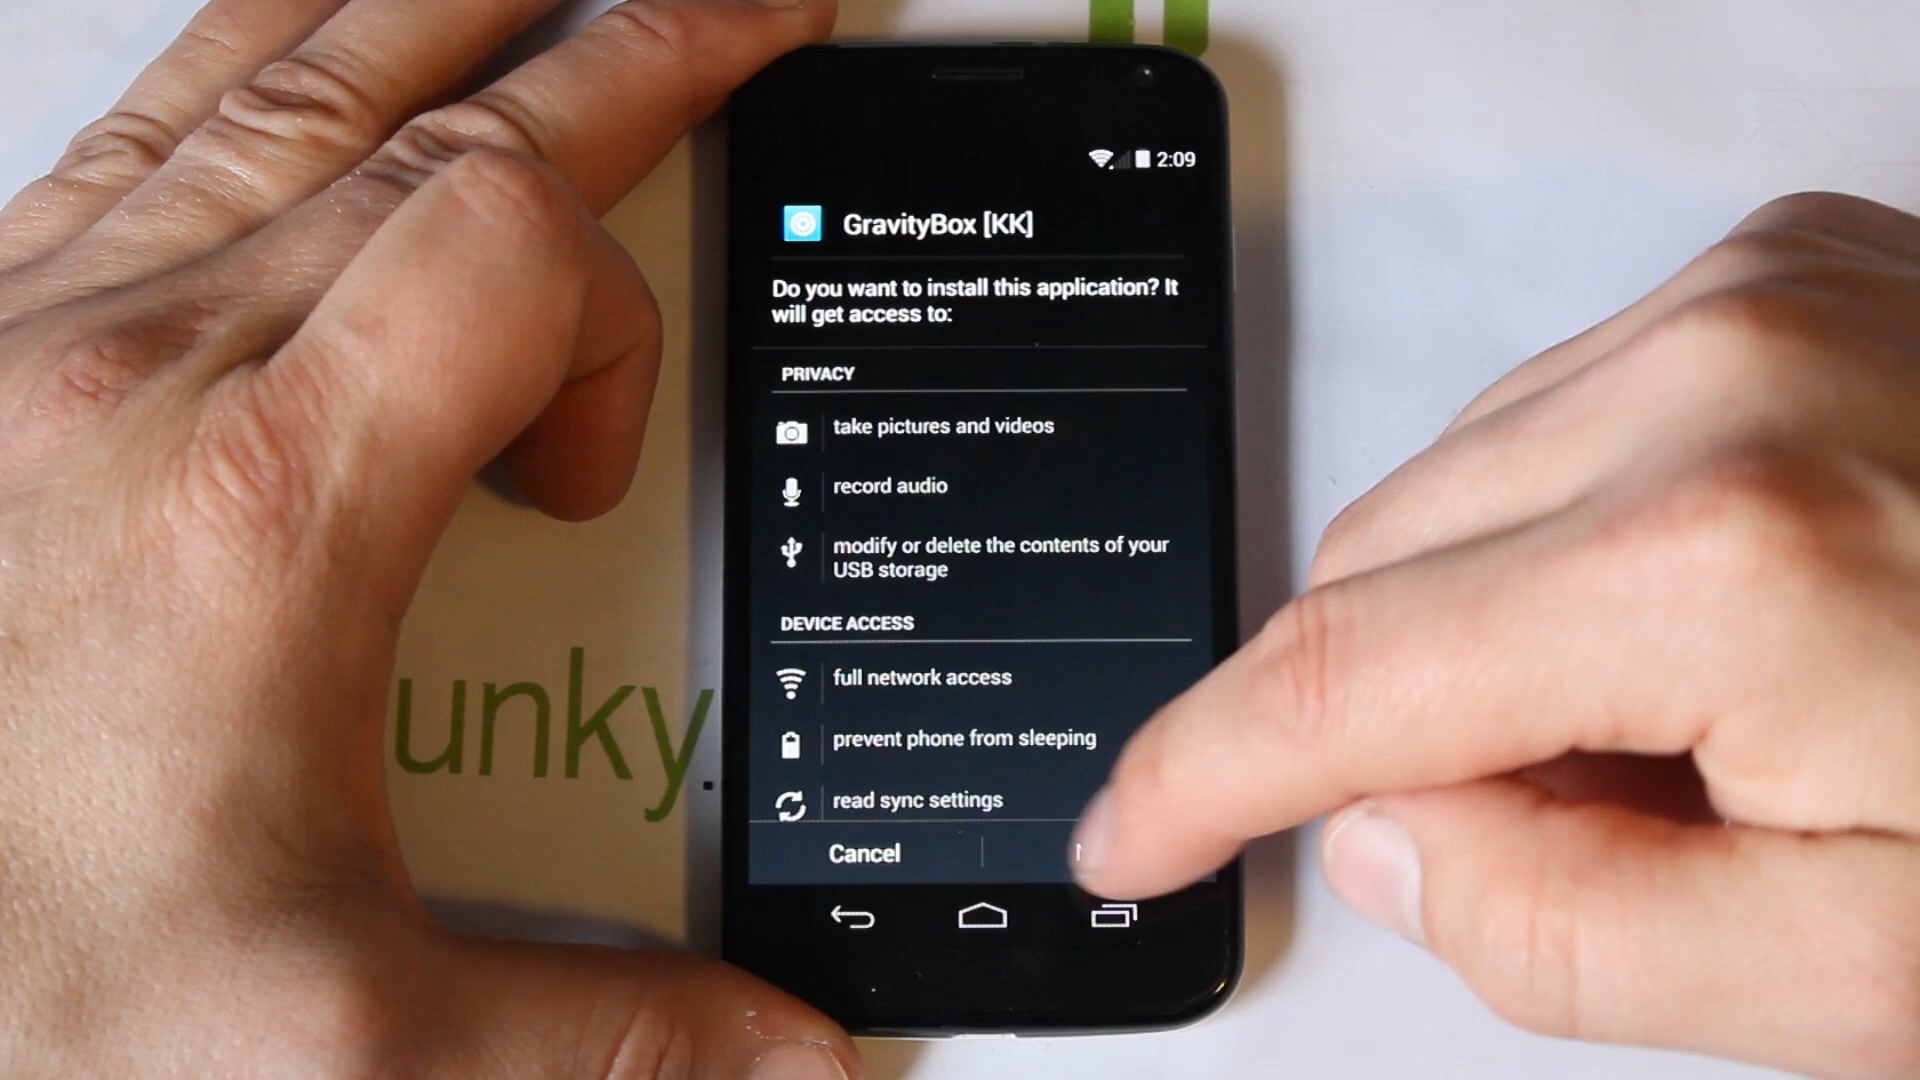 2:09
GravityBox [KK]
Do you want to install this application? It
will get access to:
PRIVACY
take pictures and videos
record audio
modify or delete the contents of your
USB storage
DEVICE ACCESS
full network access
prevent phone from sleeping
read sync settings
Cancel
unky.